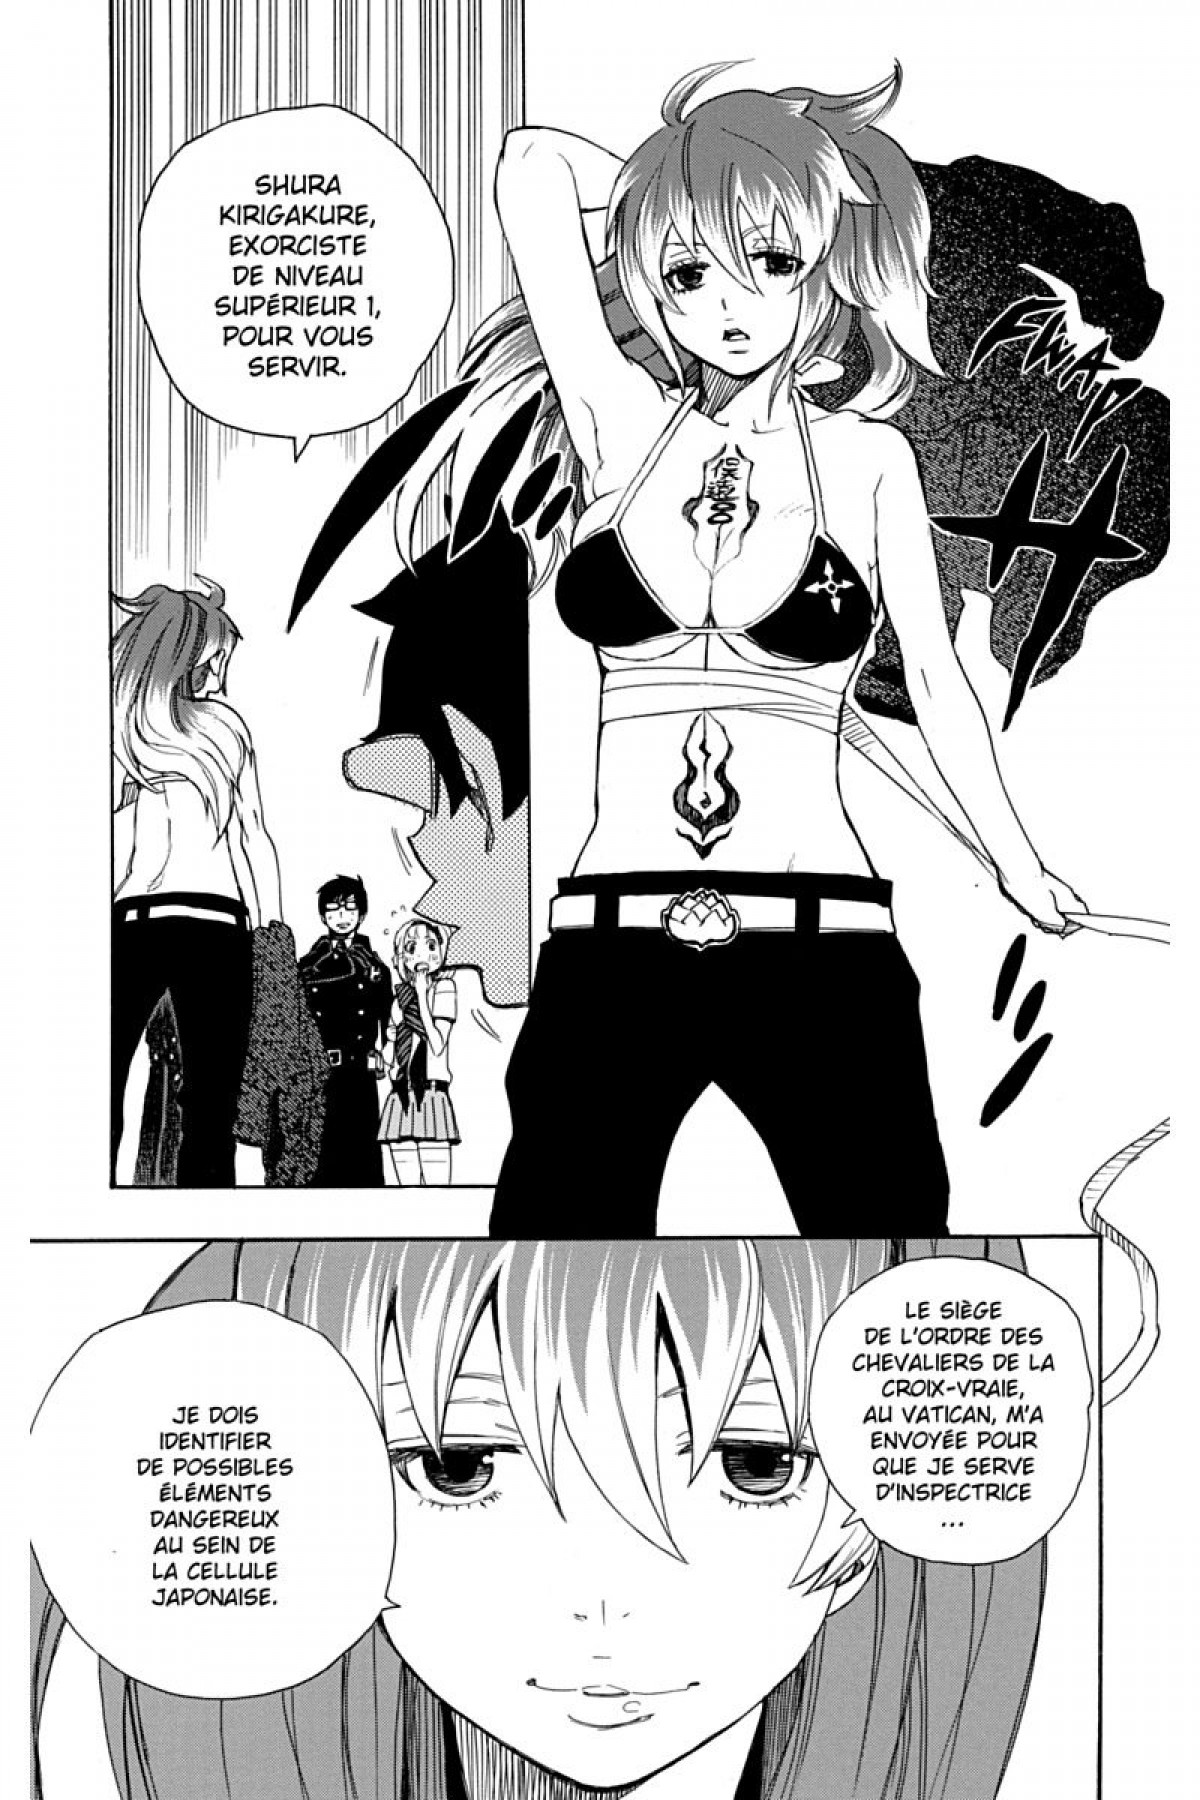 SHURA
KIRIGAKURE,
EXORCISTE
DE NIVEAU
SUPÉRIEUR 1,
POUR VOUS
SERVIR.
FWAP
LE SIÈGE
DE L'ORDRE DES
CHEVALIERS DE LA
CROIX-VRAIE,
AU VATICAN, M'A
ENVOYÉE POUR
QUE JE SERVE
D'INSPECTRICE
...
JE DOIS
IDENTIFIER
DE POSSIBLES
ÉLÉMENTS
DANGEREUX
AU SEIN DE
LA CELLULE
JAPONAISE.